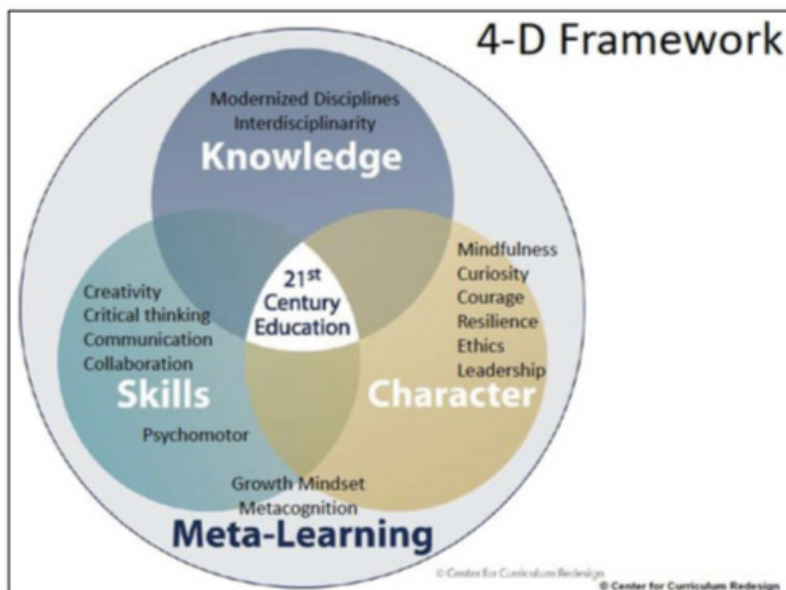 4-D Framework
Modernized Disciplines
Interdisciplinarity
Knowledge
21st
Century
Education
Creativity
Critical thinking
Communication
Collaboration
Skills
Psychomotor
Mindfulness
Curiosity
Courage
Resilience
Ethics
Leadership
Character
Growth Mindset
Metacognition
Meta-Learning
© Center for Curriculum Redesign
© Center for Curriculum Redesign